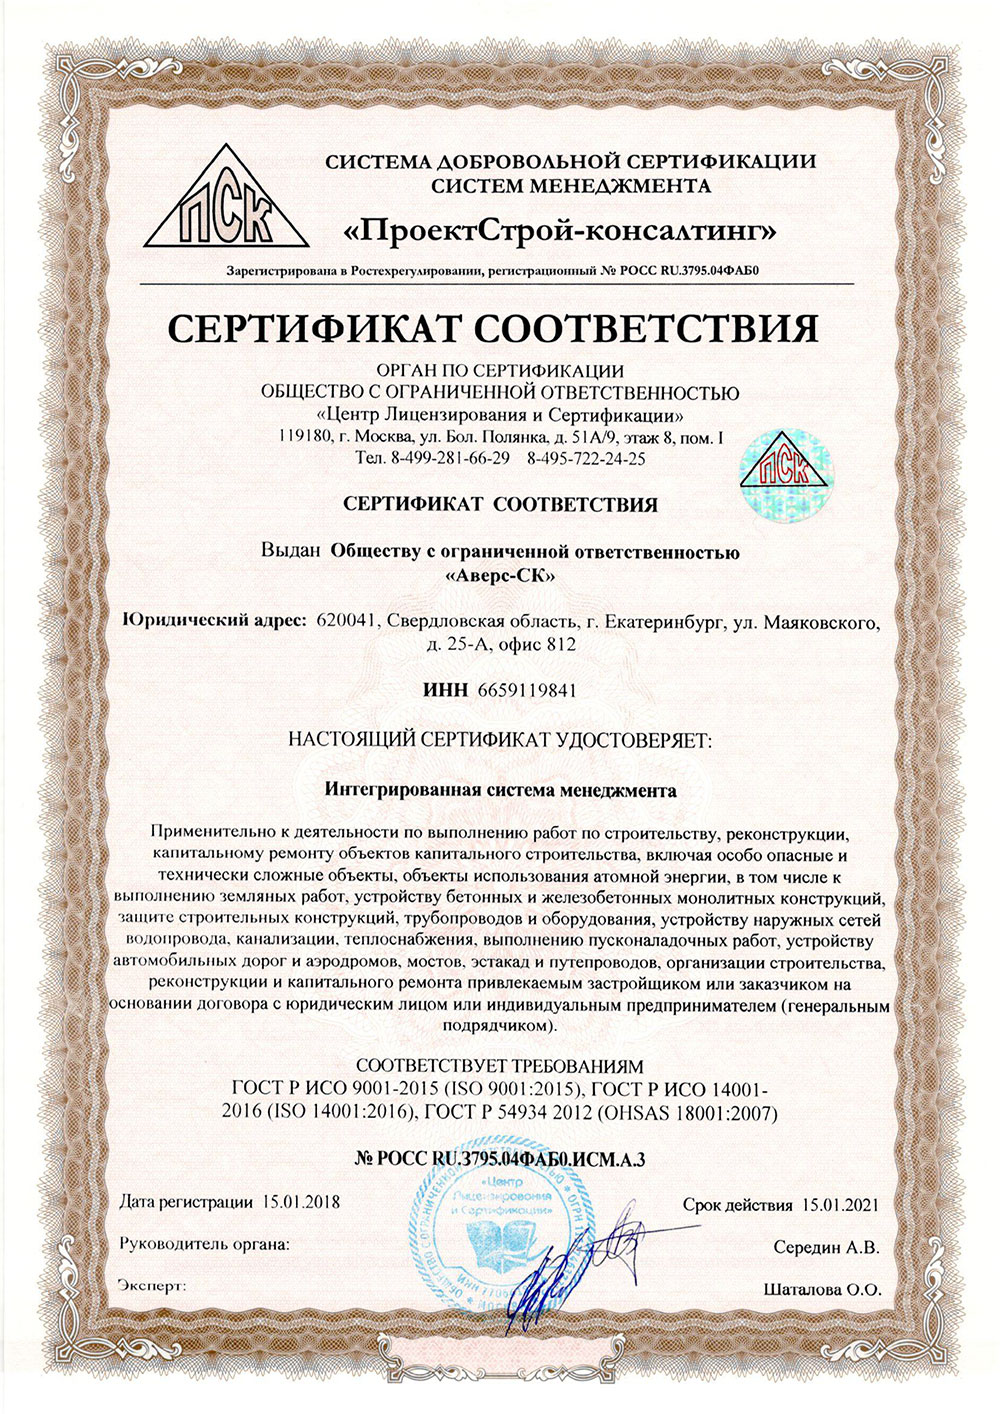 ПСК
СИСТЕМА ДОБРОВОЛЬНОЙ СЕРТИФИКАЦИИ
СИСТЕМ МЕНЕДЖМЕНТА
«ПроектСтрой-консалтинг»
Зарегистрирована в Ростехрегулировании, регистрационный № РОСС RU.3795.04ФАБ0
СЕРТИФИКАТ СООТВЕТСТВИЯ
ОРГАН ПО СЕРТИФИКАЦИИ
ОБЩЕСТВО С ОГРАНИЧЕННОЙ ОТВЕТСТВЕННОСТЬЮ
«Центр Лицензирования и Сертификации»
119180, г. Москва, ул. Бол. Полянка, д. 51А/9, этаж 8, пом. I
Тел. 8-499-281-66-29 8-495-722-24-25
ПСК
СЕРТИФИКАТ СООТВЕТСТВИЯ
Выдан Обществу с ограниченной ответственностью
«Аверс-СК»
Юридический адрес: 620041, Свердловская область, г. Екатеринбург, ул. Маяковского,
д. 25-А, офис 812
ИНН 6659119841
НАСТОЯЩИЙ СЕРТИФИКАТ УДОСТОВЕРЯЕТ:
Интегрированная система менеджмента
Применительно к деятельности по выполнению работ по строительству, реконструкции,
капитальному ремонту объектов капитального строительства, включая особо опасные и
технически сложные объекты, объекты использования атомной энергии, в том числе к
выполнению земляных работ, устройству бетонных и железобетонных монолитных конструкций,
защите строительных конструкций, трубопроводов и оборудования, устройству наружных сетей
водопровода, канализации, теплоснабжения, выполнению пусконаладочных работ, устройству
автомобильных дорог и аэродромов, мостов, эстакад и путепроводов, организации строительства,
реконструкции и капитального ремонта привлекаемым застройщиком или заказчиком на
основании договора с юридическим лицом или индивидуальным предпринимателем (генеральным
подрядчиком).
СООТВЕТСТВУЕТ ТРЕБОВАНИЯМ
ГОСТ Р ИСО 9001-2015 (ISO 9001:2015), ГОСТ Р ИСО 14001-
2016 (ISO 14001:2016), ГОСТ Р 54934 2012 (OHSAS 18001:2007)
№ РОСС RU.3795.04ФАБ0.ИСМ.А.3
«Центр
Лицензирования
и Сертификации»
Дата регистрации 15.01.2018
Срок действия 15.01.2021
Руководитель органа:
Середин А.В.
Эксперт:
Шаталова О.О.